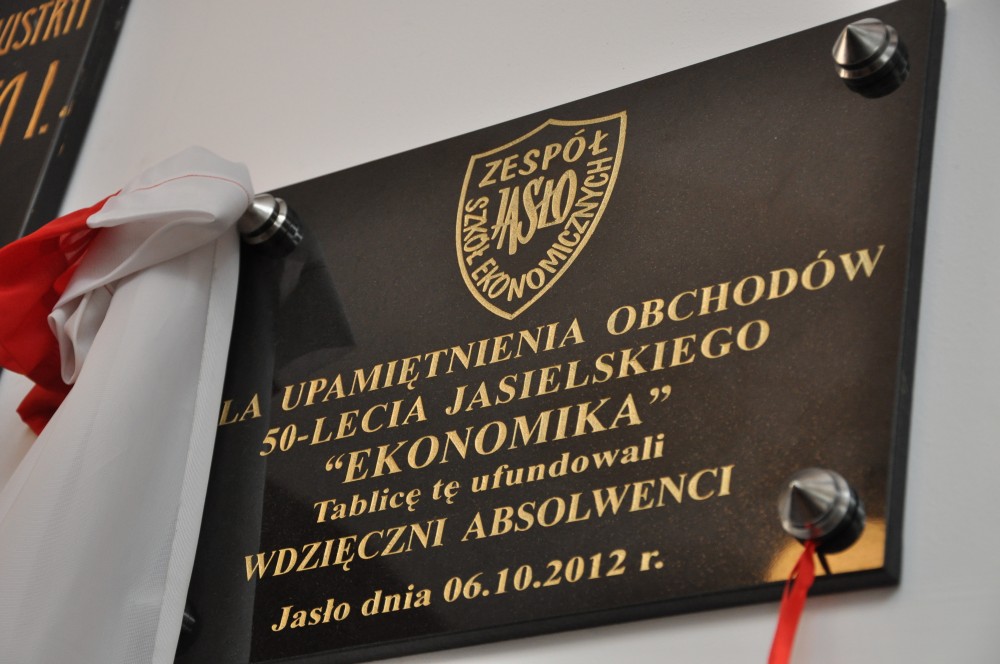 USTRYI
ZESPÓŁ
JASŁO
SZKÓŁ EKONOMICZNYCH
LA UPAMIĘTNIENIA OBCHODÓW
50-LECIA JASIELSKIEGO
“EKONOMIKA”
Tablicę tę ufundowali
WDZIĘCZNI ABSOLWENCI
Jasło dnia 06.10.2012 r.